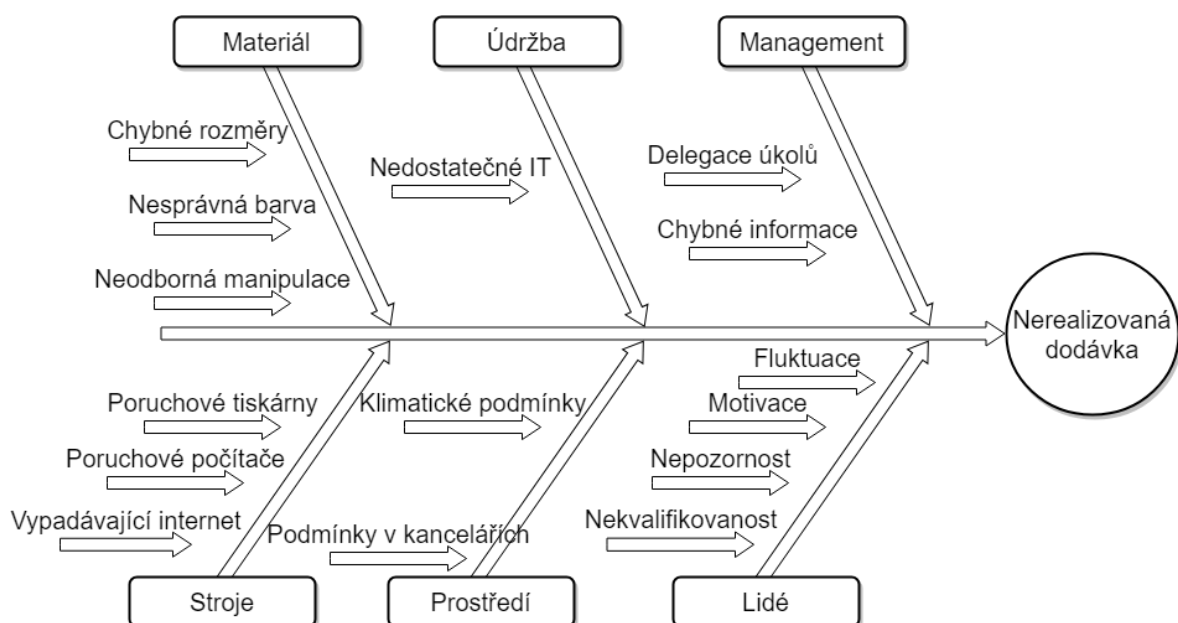 Materiál
Údržba
Management
Chybné rozměry
Nedostatečné IT
Delegace úkolů
Nesprávná barva
Chybné informace
Neodborná manipulace
Nerealizovaná
dodávka
Fluktuace
Poruchové tiskárny
Klimatické podmínky
Motivace
Poruchové počítače
Nepozornost
Vypadávající internet
Podmínky v kancelářích
Nekvalifikovanost
Stroje
Prostředí
Lidé